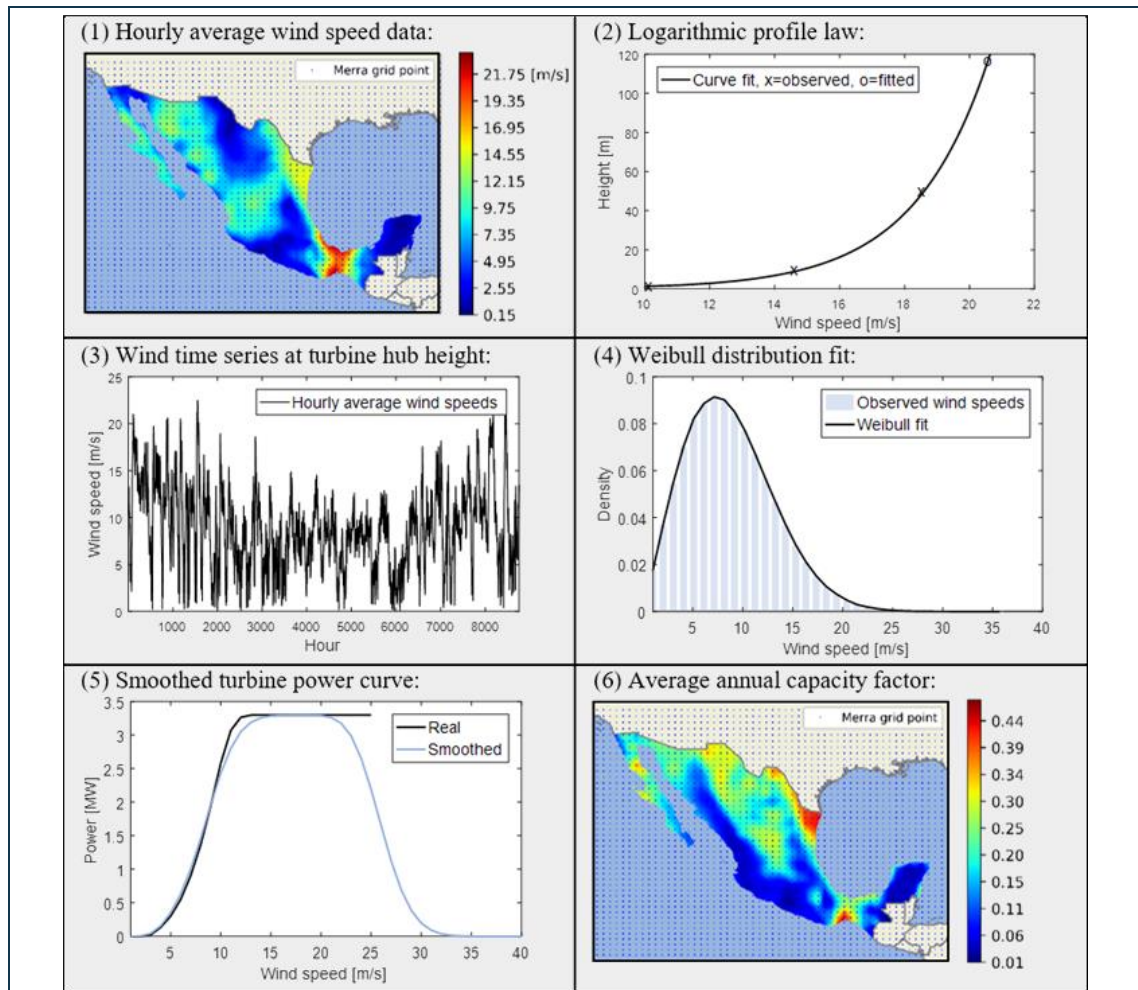 (1) Hourly average wind speed data:
Merra grid point
21.75 [m/s]
19.35
16.95
14.55
12.15
9.75
7.35
4.95
2.55
0.15
(2) Logarithmic profile law:
120
100
80
60
40
20
0
Height [m]
Curve fit, x=observed, o=fitted
10 12 14 16 18 20 22
Wind speed [m/s]
(3) Wind time series at turbine hub height:
25
20
15
10
5
0
Wind speed [m/s]
Hourly average wind speeds
1000 2000 3000 4000 5000 6000 7000 8000
Hour
(4) Weibull distribution fit:
0.1
0.08
0.06
0.04
0.02
0
Density
Observed wind speeds
Weibull fit
5 10 15 20 25 30 35 40
Wind speed [m/s]
(5) Smoothed turbine power curve:
3.5
3
2.5
2
1.5
1
0.5
0
Power [MW]
Real
Smoothed
5 10 15 20 25 30 35 40
Wind speed [m/s]
(6) Average annual capacity factor:
Merra grid point
0.44
0.39
0.34
0.30
0.25
0.20
0.15
0.11
0.06
0.01